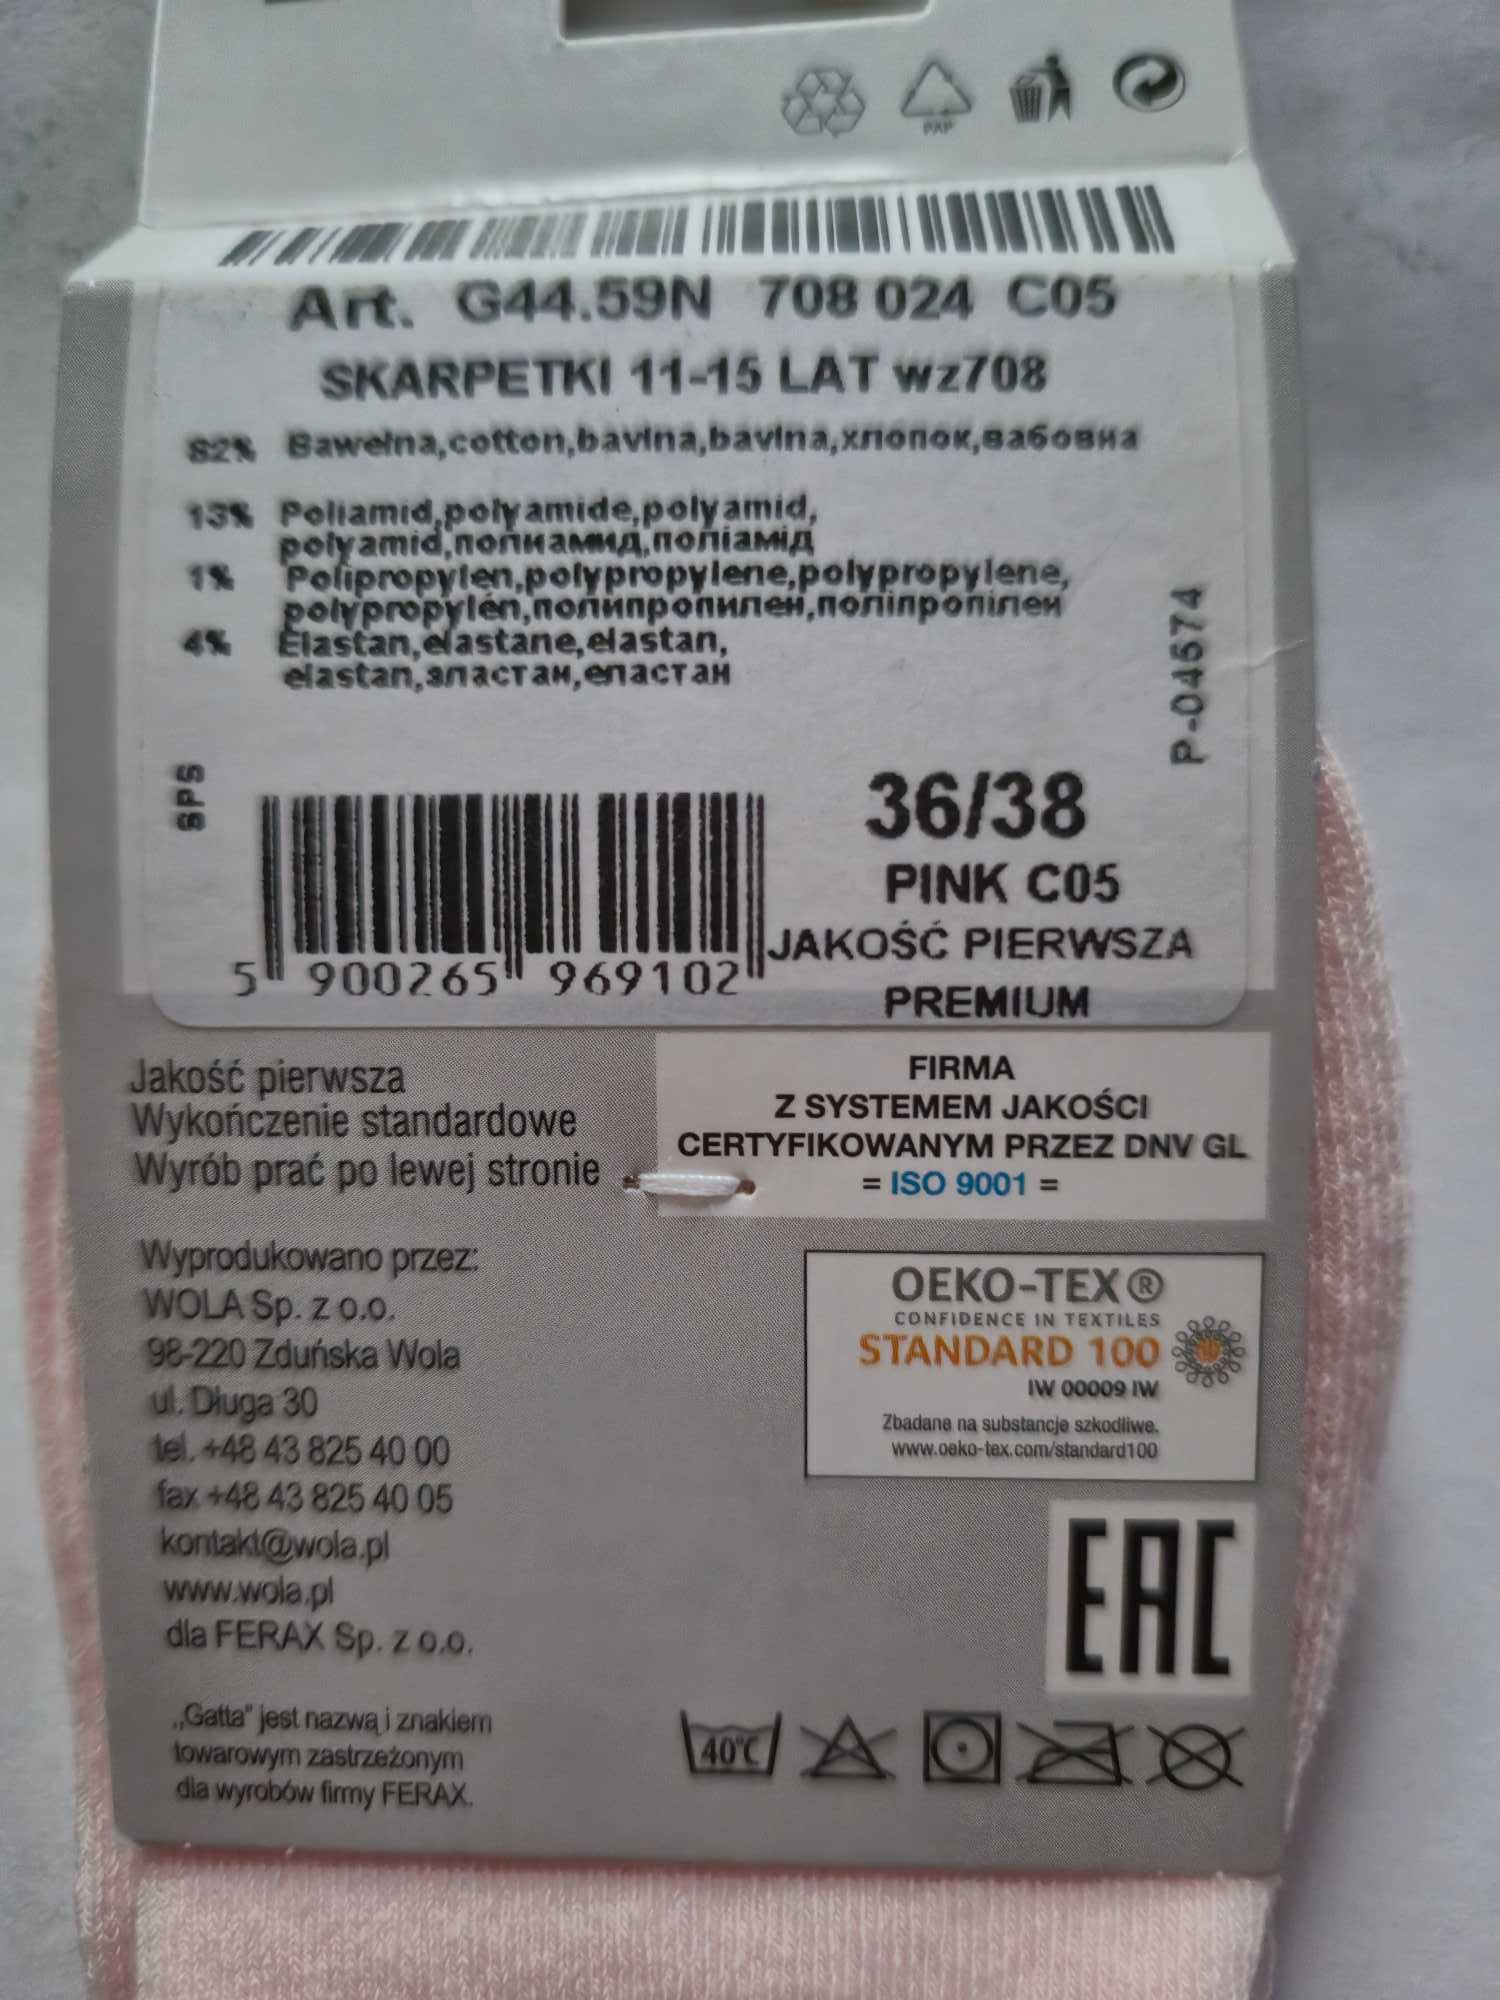 PAP
Art. G44.59N 708 024 C05
SKARPETKI 11-15 LAT wz708
82% Bawełna,cotton,bavlna,bavlna,хлопок,бавовна
13% Poliamid,polyamide,polyamid,
polyamid,полиамид,поліамід
1% Polipropylen,polypropylene,polypropylene,
polypropylén,полипропилен,поліпропілен
4% Elastan,elastane,elastan,
elastan,эластан,еластан
P-04574
SPS
36/38
PINK C05
JAKOŚĆ PIERWSZA
PREMIUM
5 900265 969102
Jakość pierwsza
Wykończenie standardowe
Wyrób prać po lewej stronie
FIRMA
Z SYSTEMEM JAKOŚCI
CERTYFIKOWANYM PRZEZ DNV GL
= ISO 9001 =
Wyprodukowano przez:
WOLA Sp. z o.o.
98-220 Zduńska Wola
ul. Długa 30
tel. +48 43 825 40 00
fax +48 43 825 40 05
kontakt@wola.pl
www.wola.pl
dla FERAX Sp. z o.o.
OEKO-TEX®
CONFIDENCE IN TEXTILES
STANDARD 100
IW 00009 IW
Zbadane na substancje szkodliwe.
www.oeko-tex.com/standard100
EAC
„Gatta" jest nazwą i znakiem
towarowym zastrzeżonym
dla wyrobów firmy FERAX.
40°C